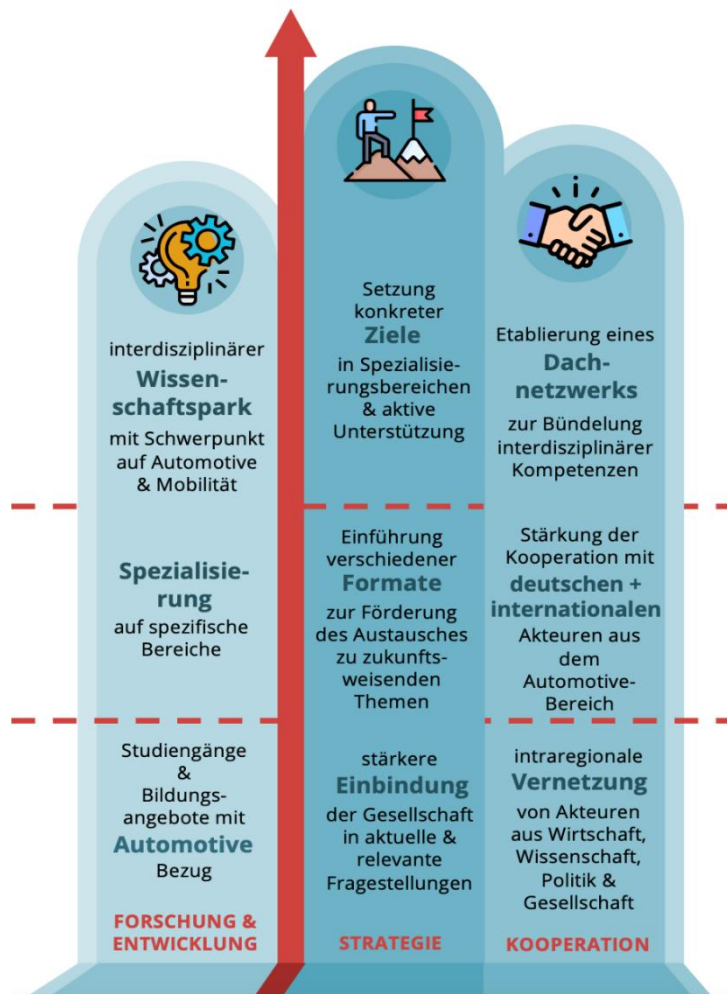 interdisziplinärer
Wissen-
schaftspark
mit Schwerpunkt
auf Automotive
& Mobilität
Spezialisie-
rung
auf spezifische
Bereiche
Studiengänge
&
Bildungs-
angebote mit
Automotive
Bezug
FORSCHUNG &
ENTWICKLUNG
Setzung
konkreter
Ziele
in Spezialisie-
rungsbereichen
& aktive
Unterstützung
Einführung
verschiedener
Formate
zur Förderung
des Austausches
zu zukunfts-
weisenden
Themen
stärkere
Einbindung
der Gesellschaft
in aktuelle &
relevante
Fragestellungen
STRATEGIE
Etablierung eines
Dach-
netzwerks
zur Bündelung
interdisziplinärer
Kompetenzen
Stärkung der
Kooperation mit
deutschen +
internationalen
Akteuren aus
dem
Automotive-
Bereich
intraregionale
Vernetzung
von Akteuren
aus Wirtschaft,
Wissenschaft,
Politik &
Gesellschaft
KOOPERATION